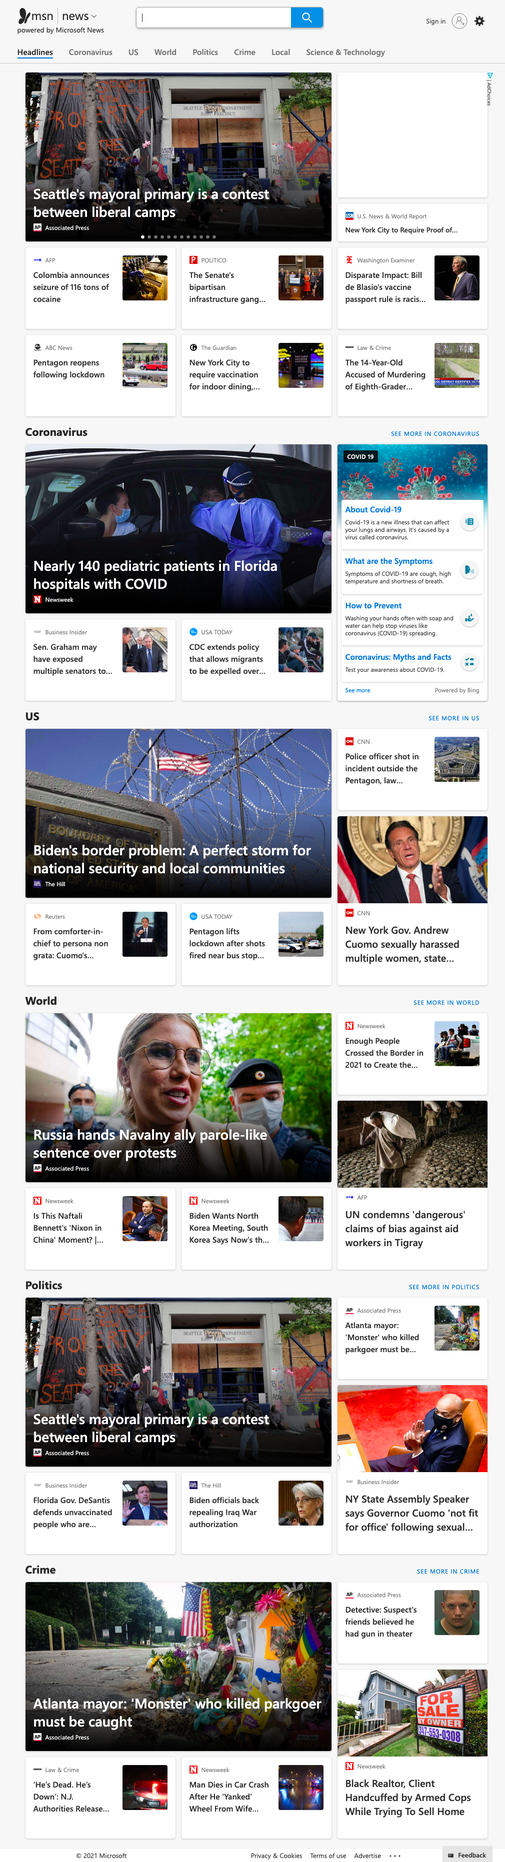 msn | news
powered by Microsoft News
Sign in
Headlines Coronavirus US World Politics Crime Local Science & Technology
Seattle's mayoral primary is a contest
between liberal camps
Associated Press
AdChoices
U.S. News & World Report
New York City to Require Proof of...
AFP
Colombia announces
seizure of 116 tons of
cocaine
POLITICO
The Senate's
bipartisan
infrastructure gang...
Washington Examiner
Disparate Impact: Bill
de Blasio's vaccine
passport rule is racis...
ABC News
Pentagon reopens
following lockdown
The Guardian
New York City to
require vaccination
for indoor dining,...
Law & Crime
The 14-Year-Old
Accused of Murdering
of Eighth-Grader...
Coronavirus
SEE MORE IN CORONAVIRUS
Nearly 140 pediatric patients in Florida
hospitals with COVID
Newsweek
COVID 19
About Covid-19
Covid-19 is a new illness that can affect
your lungs and airways. It's caused by a
virus called coronavirus.
What are the Symptoms
Symptoms of COVID-19 are cough, high
temperature and shortness of breath.
How to Prevent
Washing your hands often with soap and
water can help stop viruses like
coronavirus (COVID-19) spreading.
Coronavirus: Myths and Facts
Test your awareness about COVID-19.
See more
Powered by Bing
Business Insider
Sen. Graham may
have exposed
multiple senators to...
USA TODAY
CDC extends policy
that allows migrants
to be expelled over...
US
SEE MORE IN US
Biden's border problem: A perfect storm for
national security and local communities
The Hill
CNN
Police officer shot in
incident outside the
Pentagon, law...
CNN
New York Gov. Andrew
Cuomo sexually harassed
multiple women, state...
Reuters
From comforter-in-
chief to persona non
grata: Cuomo's...
USA TODAY
Pentagon lifts
lockdown after shots
fired near bus stop...
World
SEE MORE IN WORLD
Russia hands Navalny ally parole-like
sentence over protests
Associated Press
Newsweek
Enough People
Crossed the Border in
2021 to Create the...
AFP
UN condemns 'dangerous'
claims of bias against aid
workers in Tigray
Newsweek
Is This Naftali
Bennett's 'Nixon in
China' Moment? |...
Newsweek
Biden Wants North
Korea Meeting, South
Korea Says Now's th...
Politics
SEE MORE IN POLITICS
Seattle's mayoral primary is a contest
between liberal camps
Associated Press
Associated Press
Atlanta mayor:
'Monster' who killed
parkgoer must be...
Business Insider
NY State Assembly Speaker
says Governor Cuomo 'not fit
for office' following sexual...
Business Insider
Florida Gov. DeSantis
defends unvaccinated
people who are...
The Hill
Biden officials back
repealing Iraq War
authorization
Crime
SEE MORE IN CRIME
Atlanta mayor: 'Monster' who killed parkgoer
must be caught
Associated Press
Associated Press
Detective: Suspect's
friends believed he
had gun in theater
FOR
SALE
BY OWNER
Newsweek
Black Realtor, Client
Handcuffed by Armed Cops
While Trying To Sell Home
Law & Crime
'He's Dead. He's
Down': N.J.
Authorities Release...
Newsweek
Man Dies in Car Crash
After He 'Yanked'
Wheel From Wife...
© 2021 Microsoft
Privacy & Cookies Terms of use Advertise ...
Feedback